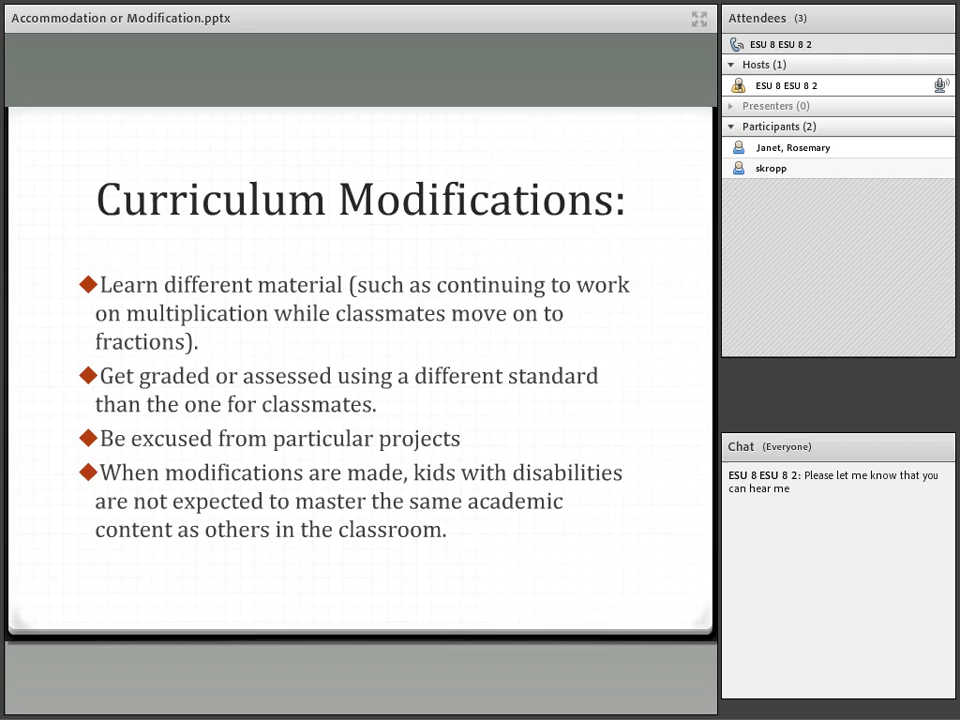 Accommodation or Modification.pptx
Curriculum Modifications:
Learn different material (such as continuing to work
on multiplication while classmates move on to
fractions).
Get graded or assessed using a different standard
than the one for classmates.
Be excused from particular projects
When modifications are made, kids with disabilities
are not expected to master the same academic
content as others in the classroom.
Attendees (3)
ESU 8 ESU 8 2
Hosts (1)
ESU 8 ESU 8 2
Presenters (0)
Participants (2)
Janet, Rosemary
skropp
Chat (Everyone)
ESU 8 ESU 8 2: Please let me know that you
can hear me